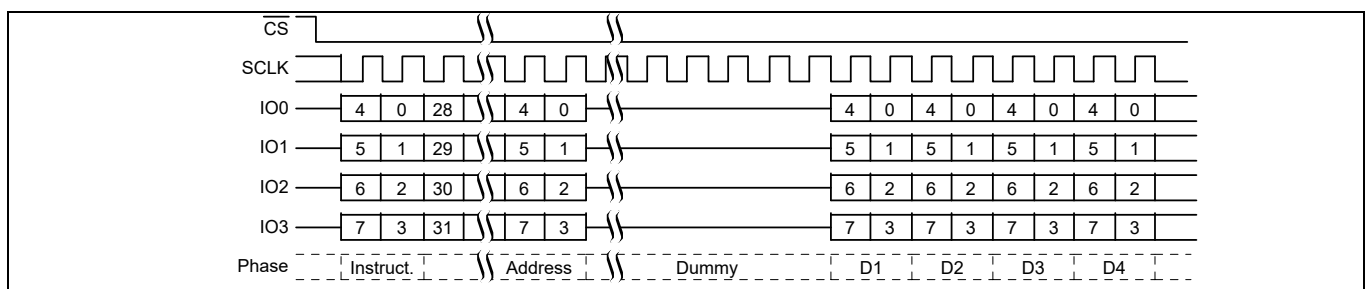 CS
SCLK
IO0 4 0 28 4 0 4 0 4 0 4 0 4 0
IO1 5 1 29 5 1 5 1 5 1 5 1 5 1
IO2 6 2 30 6 2 6 2 6 2 6 2 6 2
IO3 7 3 31 7 3 7 3 7 3 7 3 7 3
Phase Instruct. Address Dummy D1 D2 D3 D4